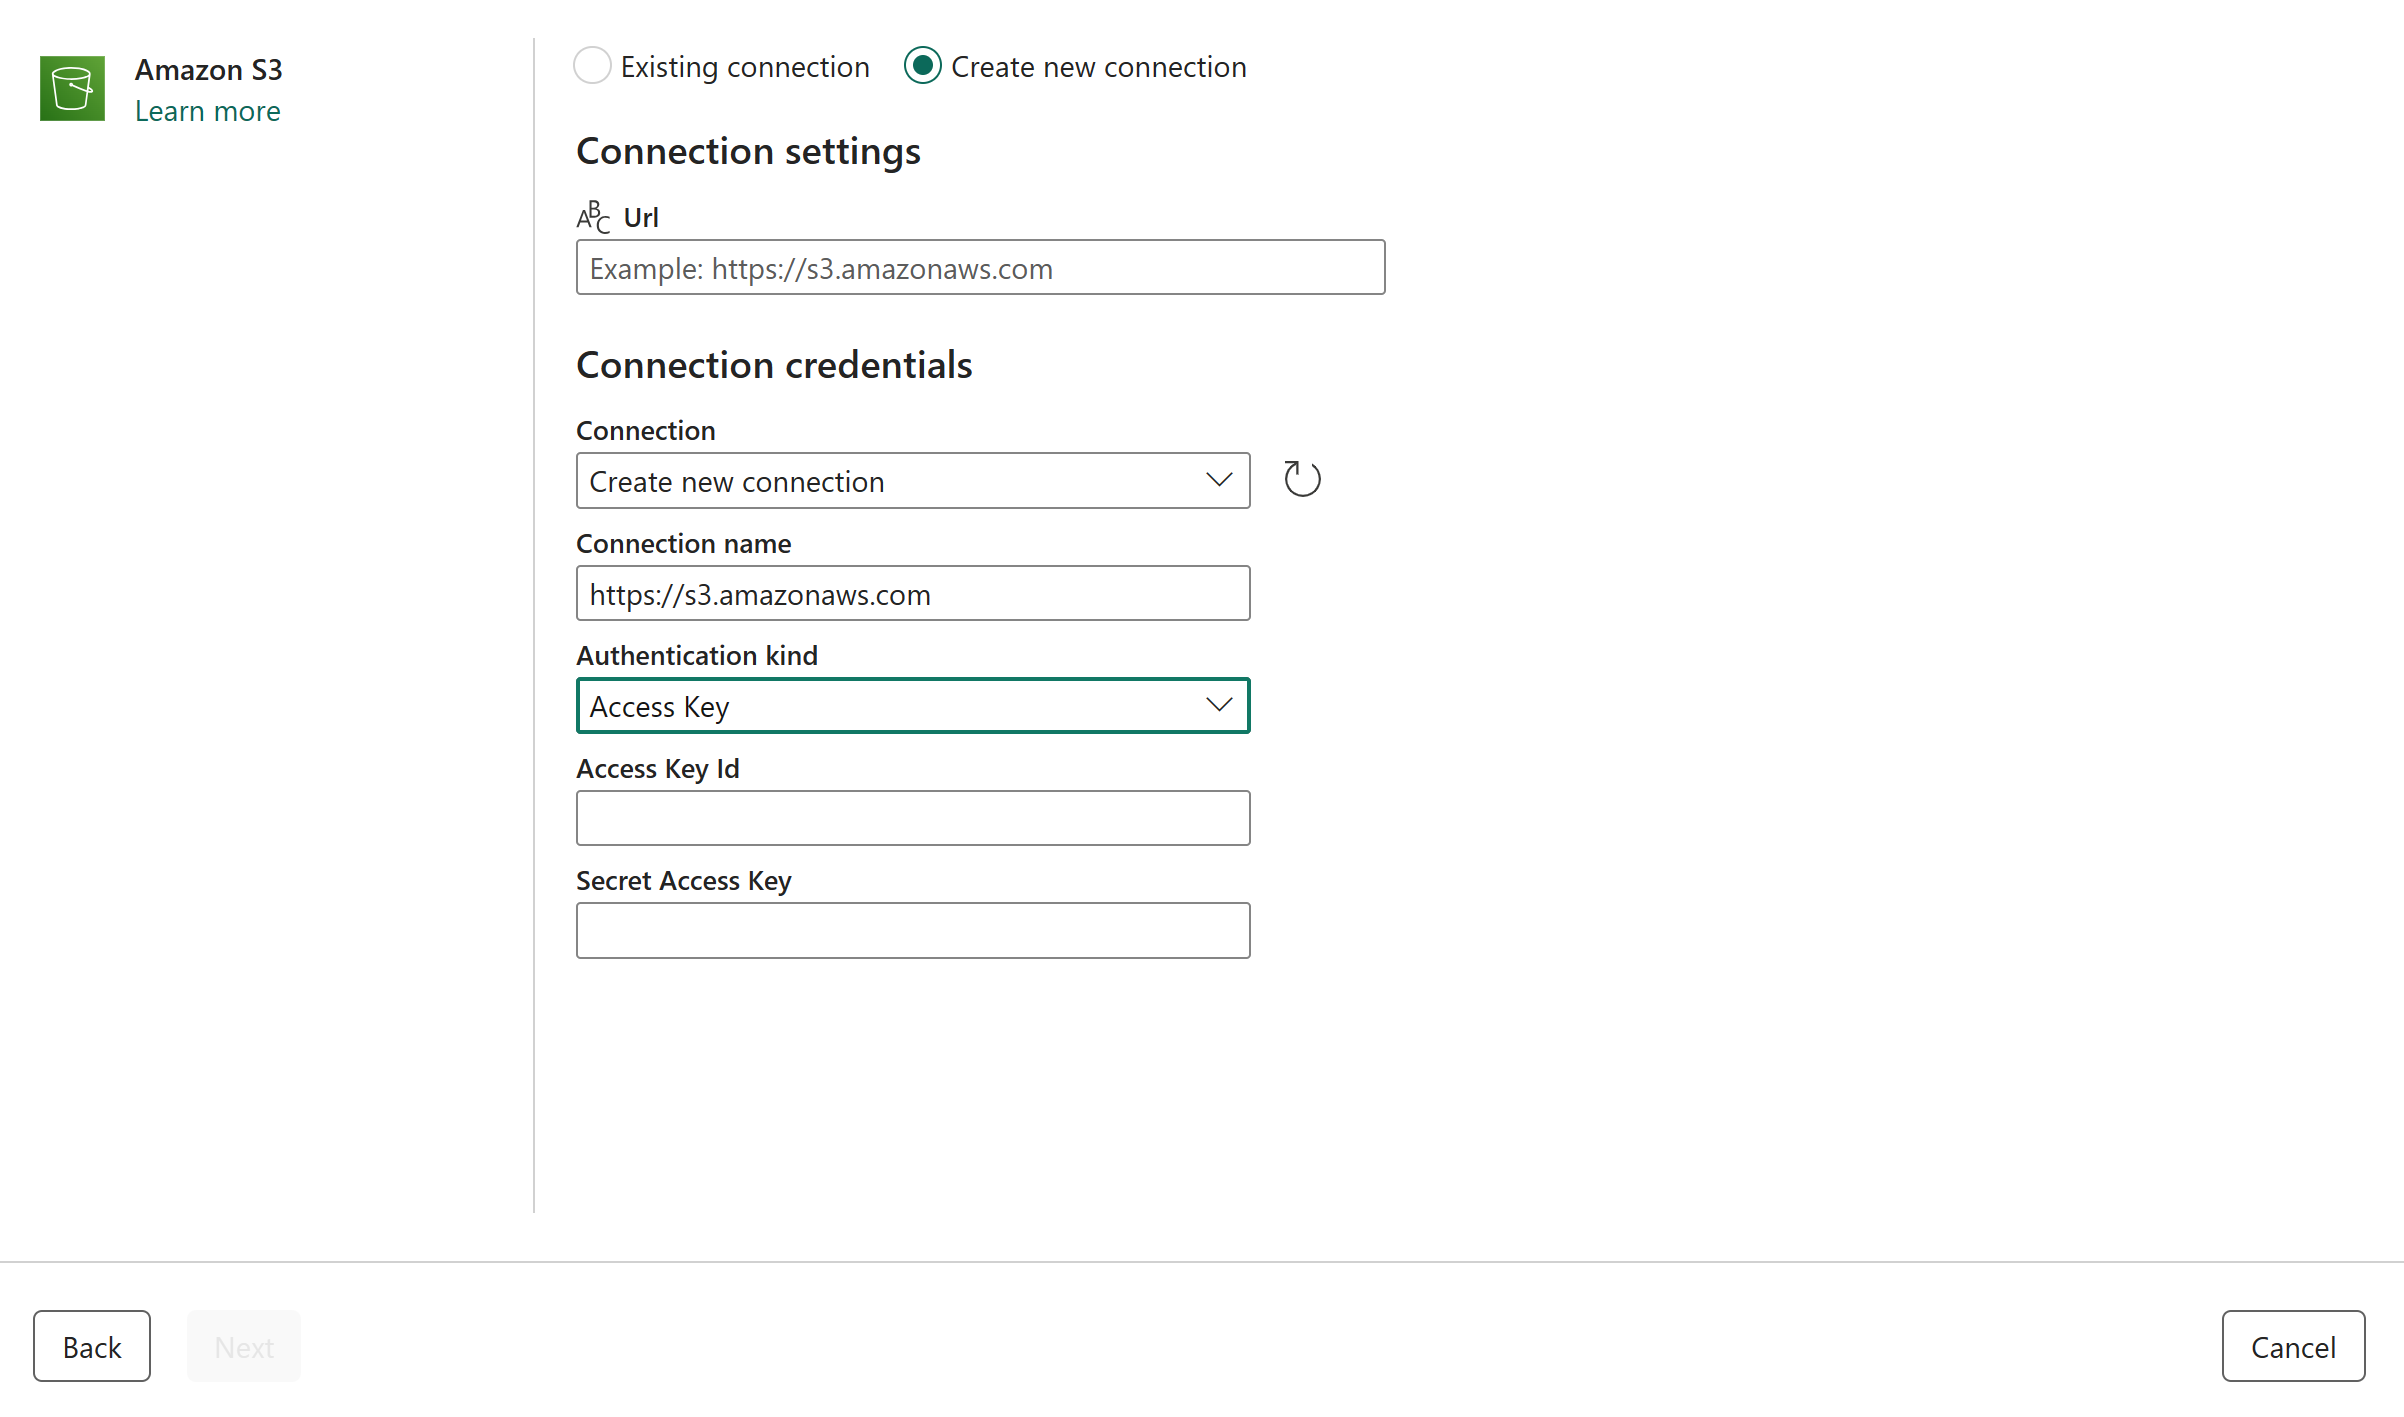 Amazon S3
Learn more
Existing connection
Create new connection
Connection settings
ABC Url
Example: https://s3.amazonaws.com
Connection credentials
Connection
Create new connection
Connection name
https://s3.amazonaws.com
Authentication kind
Access Key
Access Key Id
Secret Access Key
Back
Next
Cancel